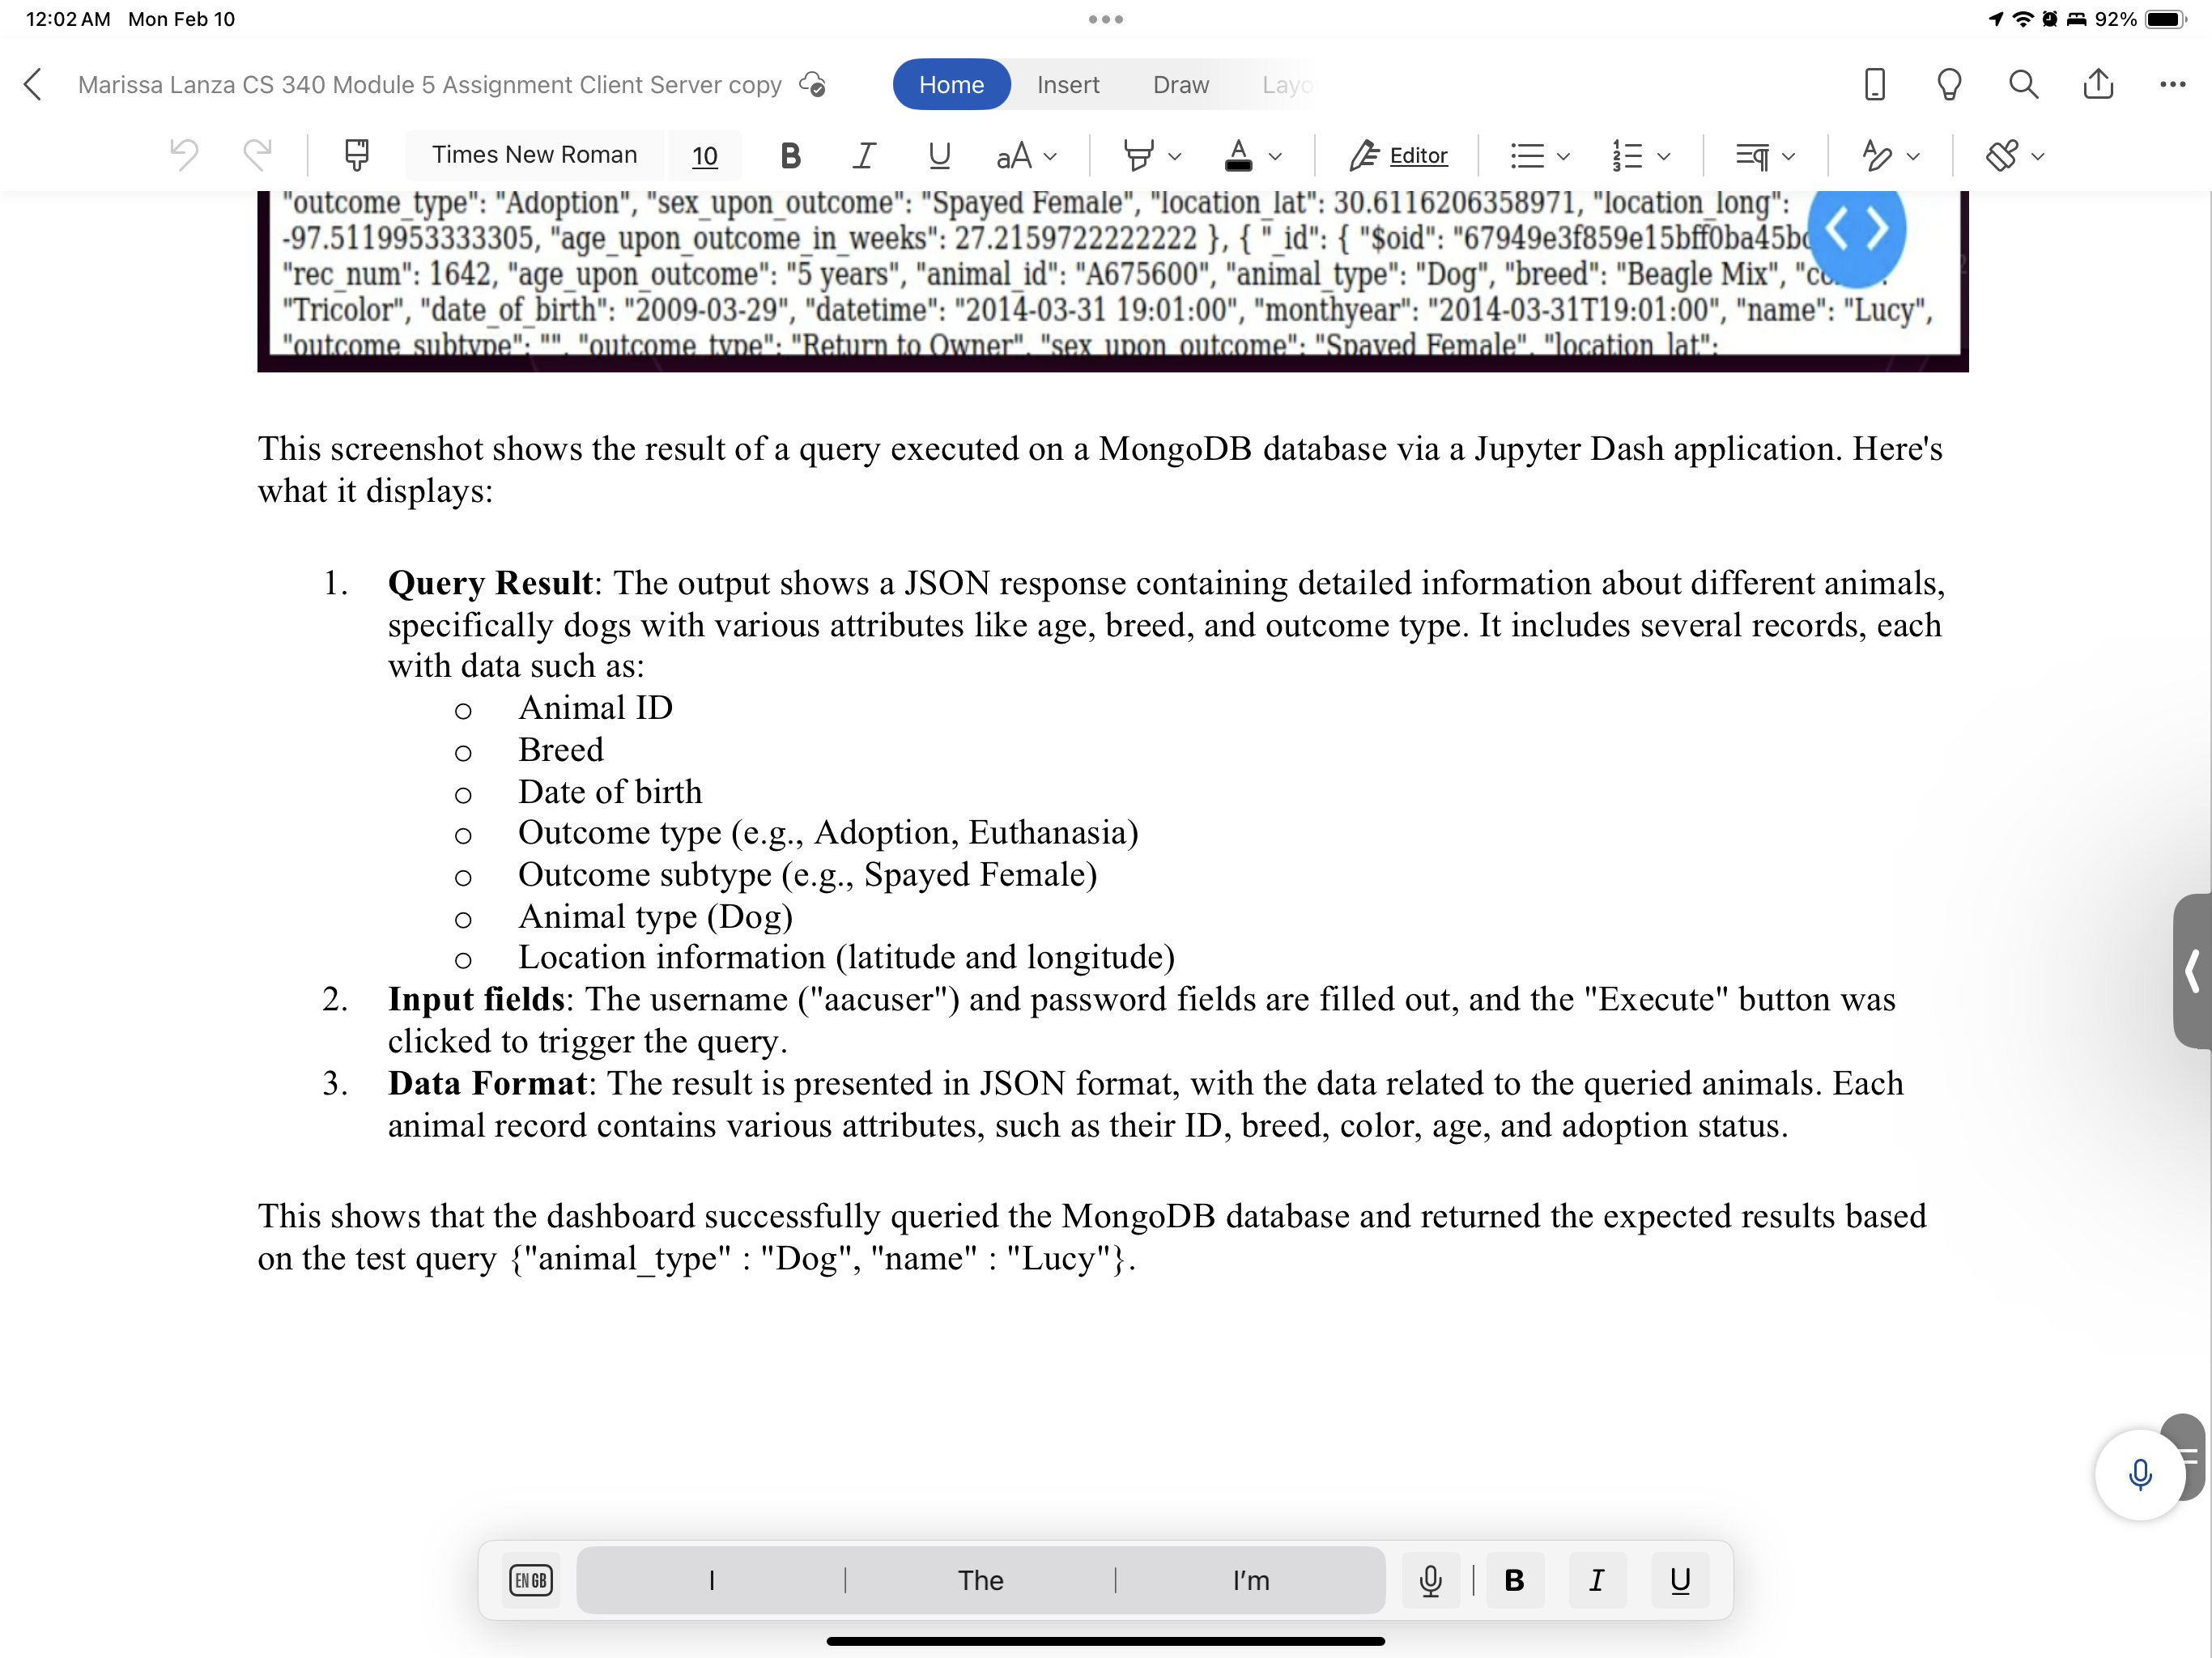 12:02 AM Mon Feb 10
92%
Marissa Lanza CS 340 Module 5 Assignment Client Server copy
Home Insert Draw Layo
Times New Roman 10 B I U aA A Editor
"outcome_type": "Adoption", "sex_upon_outcome": "Spayed Female", "location_lat": 30.6116206358971, "location_long":
-97.5119953333305, "age_upon_outcome_in_weeks": 27.2159722222222 }, { "_id": { "$oid": "67949e3f859e15bff0ba45bc
"rec_num": 1642, "age_upon_outcome": "5 years", "animal_id": "A675600", "animal_type": "Dog", "breed": "Beagle Mix",
"Tricolor", "date_of_birth": "2009-03-29", "datetime": "2014-03-31 19:01:00", "monthyear": "2014-03-31T19:01:00", "name": "Lucy",
"outcome_subtype": "", "outcome_type": "Return to Owner", "sex_upon_outcome": "Spayed Female", "location_lat":
This screenshot shows the result of a query executed on a MongoDB database via a Jupyter Dash application. Here's
what it displays:
1. Query Result: The output shows a JSON response containing detailed information about different animals,
specifically dogs with various attributes like age, breed, and outcome type. It includes several records, each
with data such as:
o Animal ID
o Breed
o Date of birth
o Outcome type (e.g., Adoption, Euthanasia)
o Outcome subtype (e.g., Spayed Female)
o Animal type (Dog)
o Location information (latitude and longitude)
2. Input fields: The username ("aacuser") and password fields are filled out, and the "Execute" button was
clicked to trigger the query.
3. Data Format: The result is presented in JSON format, with the data related to the queried animals. Each
animal record contains various attributes, such as their ID, breed, color, age, and adoption status.
This shows that the dashboard successfully queried the MongoDB database and returned the expected results based
on the test query {"animal_type" : "Dog", "name" : "Lucy"}.
EN GB I The I'm B I U